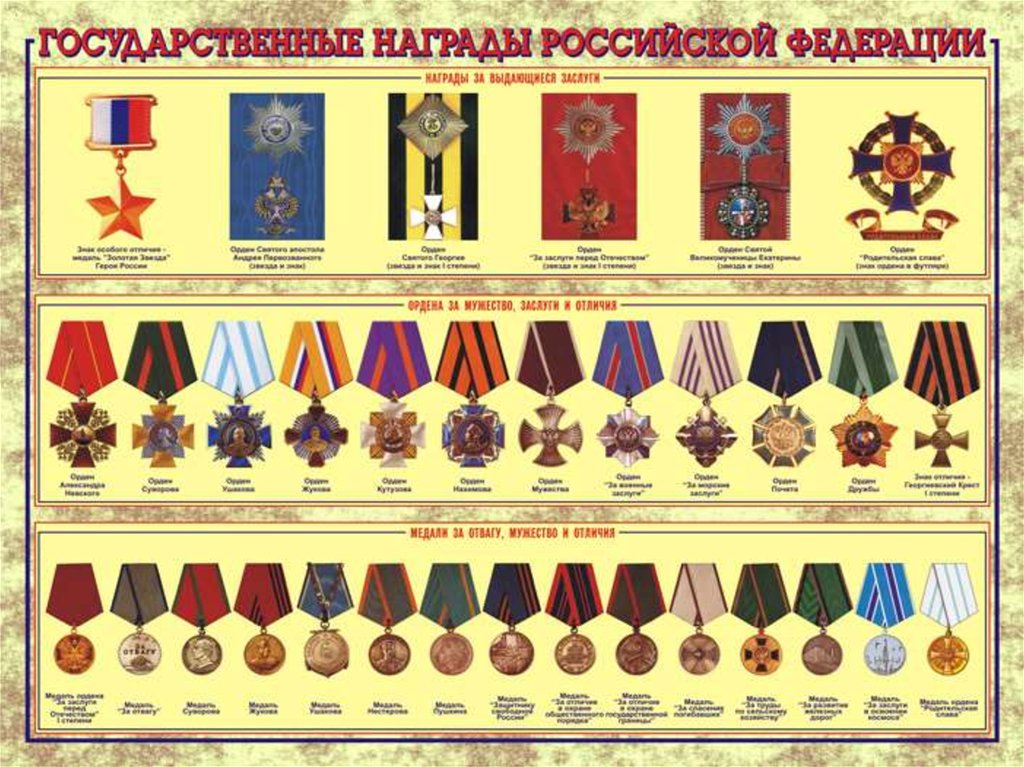 ГОСУДАРСТВЕННЫЕ НАГРАДЫ РОССИЙСКОЙ ФЕДЕРАЦИИ
НАГРАДЫ ЗА ВЫДАЮЩИЕСЯ ЗАСЛУГИ
Знак особого отличия -
медаль "Золотая Звезда"
Героя России
Орден Святого апостола
Андрея Первозванного
(звезда и знак)
Орден
Святого Георгия
(звезда и знак I степени)
Орден
"За заслуги перед Отечеством"
(звезда и знак I степени)
Орден Святой
Великомученицы Екатерины
(звезда и знак)
Орден
"Родительская слава"
(знак ордена в футляре)
ОРДЕНА ЗА МУЖЕСТВО, ЗАСЛУГИ И ОТЛИЧИЯ
Орден
Александра
Невского
Орден
Суворова
Орден
Ушакова
Орден
Жукова
Орден
Кутузова
Орден
Нахимова
Орден
Мужества
Орден
"За военные
заслуги"
Орден
"За морские
заслуги"
Орден
Почета
Орден
Дружбы
Знак отличия -
Георгиевский Крест
I степени
МЕДАЛИ ЗА ОТВАГУ, МУЖЕСТВО И ОТЛИЧИЯ
ЗА
ОТВАГУ
Медаль ордена
"За заслуги
перед
Отечеством"
I степени
Медаль
"За отвагу"
Медаль
Суворова
Медаль
Жукова
Медаль
Ушакова
Медаль
Нестерова
Медаль
Пушкина
Медаль
"Защитнику
свободной
России"
Медаль
"За отличие
в охране
общественного
порядка"
Медаль
"За отличие
в охране
государственной
границы"
Медаль
"За спасение
погибавших"
Медаль
"За труды
по сельскому
хозяйству"
Медаль
"За развитие
железных
дорог"
Медаль
"За заслуги
в освоении
космоса"
Медаль ордена
"Родительская
слава"